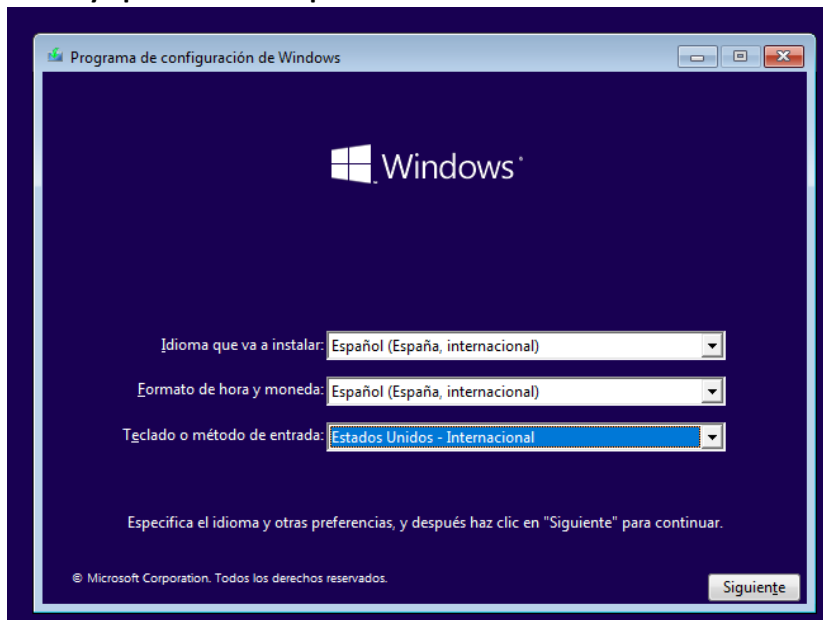 Programa de configuración de Windows
Windows
Idioma que va a instalar: Español (España, internacional)
Formato de hora y moneda: Español (España, internacional)
Teclado o método de entrada: Estados Unidos - Internacional
Especifica el idioma y otras preferencias, y después haz clic en "Siguiente" para continuar.
© Microsoft Corporation. Todos los derechos reservados.
Siguiente